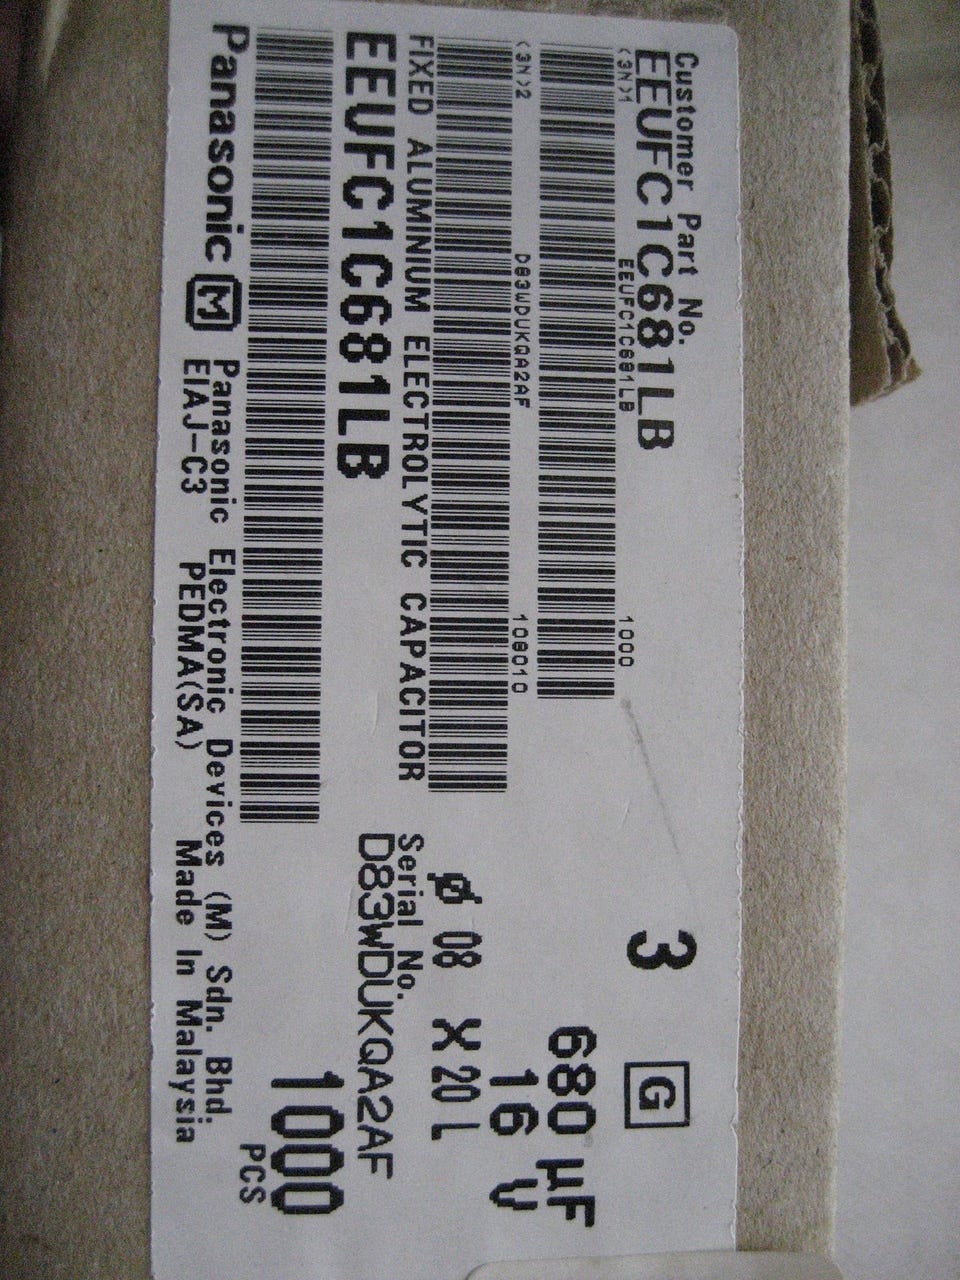 Customer Part No.
EEUFC1C681LB
3
G
(3N)1 EEUFC1C681LB 1000
680 µF
16 V
(3N)2 D83WDUKQA2AF 108010
ø 08 X 20 L
FIXED ALUMINIUM ELECTROLYTIC CAPACITOR
Serial No.
EEUFC1C681LB
D83WDUKQA2AF
1000 PCS
Panasonic M Panasonic Electronic Devices (M) Sdn. Bhd.
EIAJ-C3 PEDMA(SA) Made In Malaysia